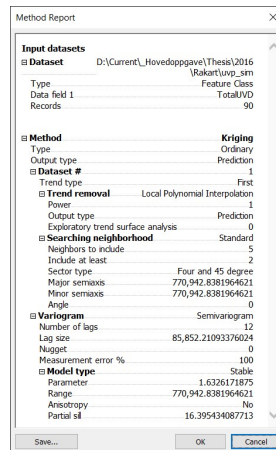 Method Report
Input datasets
Dataset D:\Current\_Hovedoppgave\Thesis\2016
\Rakart\uvp_sim
Type Feature Class
Data field 1 TotalUVD
Records
Method Kriging
Type Ordinary
Output type Prediction
Dataset # 1
Trend type First
Trend removal Local Polynomial Interpolation
Power 1
Output type Prediction
Exploratory trend surface analysis 0
Searching neighborhood Standard
Neighbors to include 5
Include at least 2
Sector type Four and 45 degree
Major semiaxis 770,942.8381964621
Minor semiaxis 770,942.8381964621
Angle 0
Variogram Semivariogram
Number of lags 12
Lag size 85,852.21093376024
Nugget 0
Measurement error % 100
Model type Stable
Parameter 1.6326171875
Range 770,942.8381964621
Anisotropy No
Partial sill 16.395434087713
Save... OK Cancel